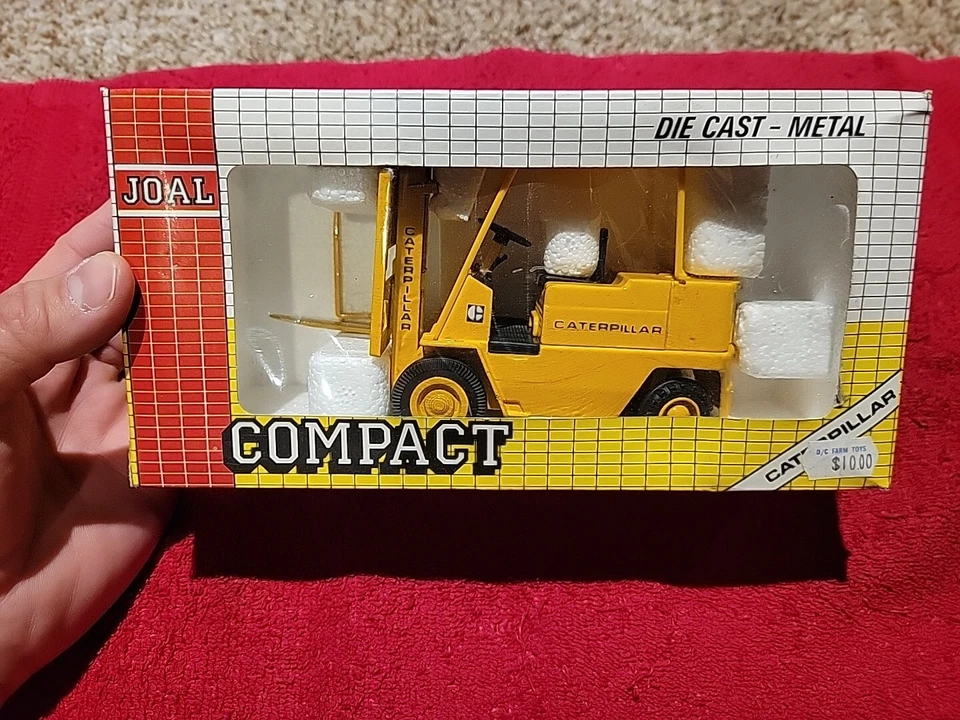 DIE CAST - METAL
JOAL
CATERPILLAR
C
CATERPILLAR
COMPACT
CATERPILLAR
D/C FARM TOYS
$10.00